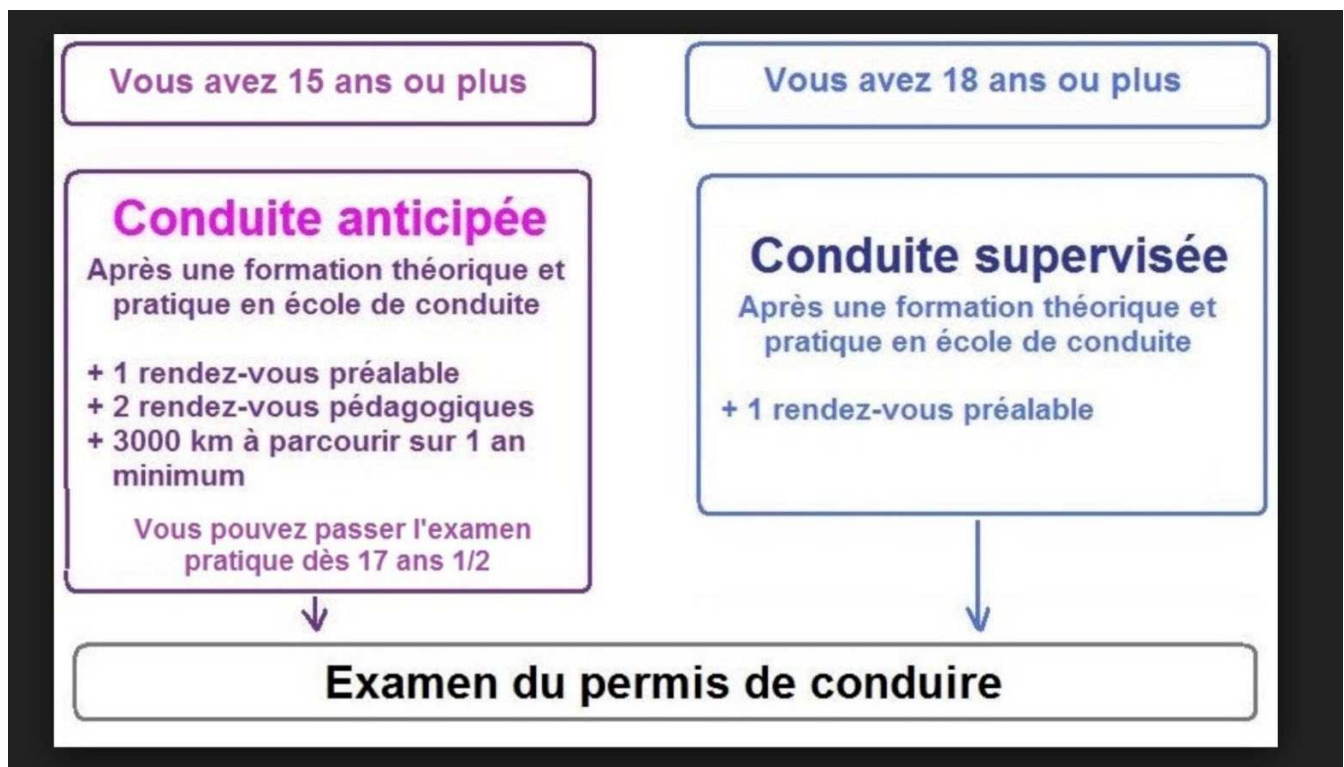 Vous avez 15 ans ou plus
Conduite anticipée
Après une formation théorique et
pratique en école de conduite
+ 1 rendez-vous préalable
+ 2 rendez-vous pédagogiques
+ 3000 km à parcourir sur 1 an
minimum
Vous pouvez passer l'examen
pratique dès 17 ans 1/2
Vous avez 18 ans ou plus
Conduite supervisée
Après une formation théorique et
pratique en école de conduite
+ 1 rendez-vous préalable
Examen du permis de conduire